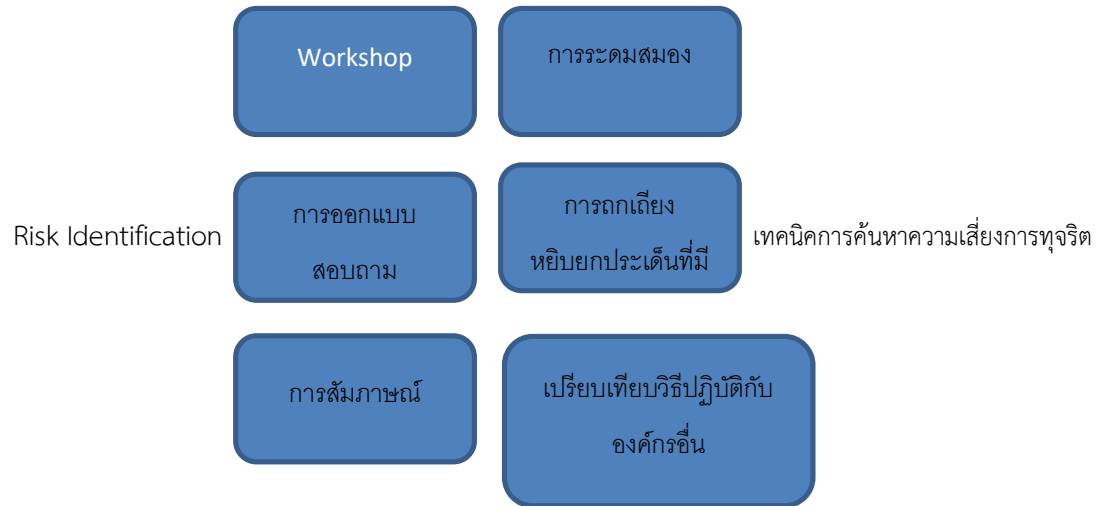 Workshop
การระดมสมอง
Risk Identification
การออกแบบ
สอบถาม
การถกเถียง
หยิบยกประเด็นที่มี
เทคนิคการค้นหาความเสี่ยงการทุจริต
การสัมภาษณ์
เปรียบเทียบวิธีปฏิบัติกับ
องค์กรอื่น